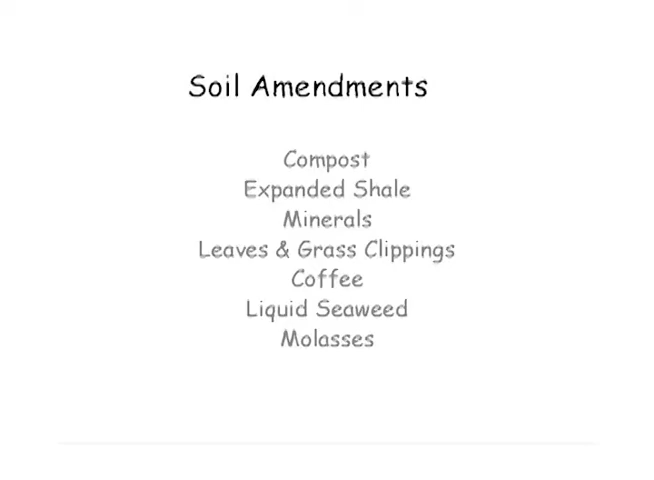 Soil Amendments
Compost
Expanded Shale
Minerals
Leaves & Grass Clippings
Coffee
Liquid Seaweed
Molasses